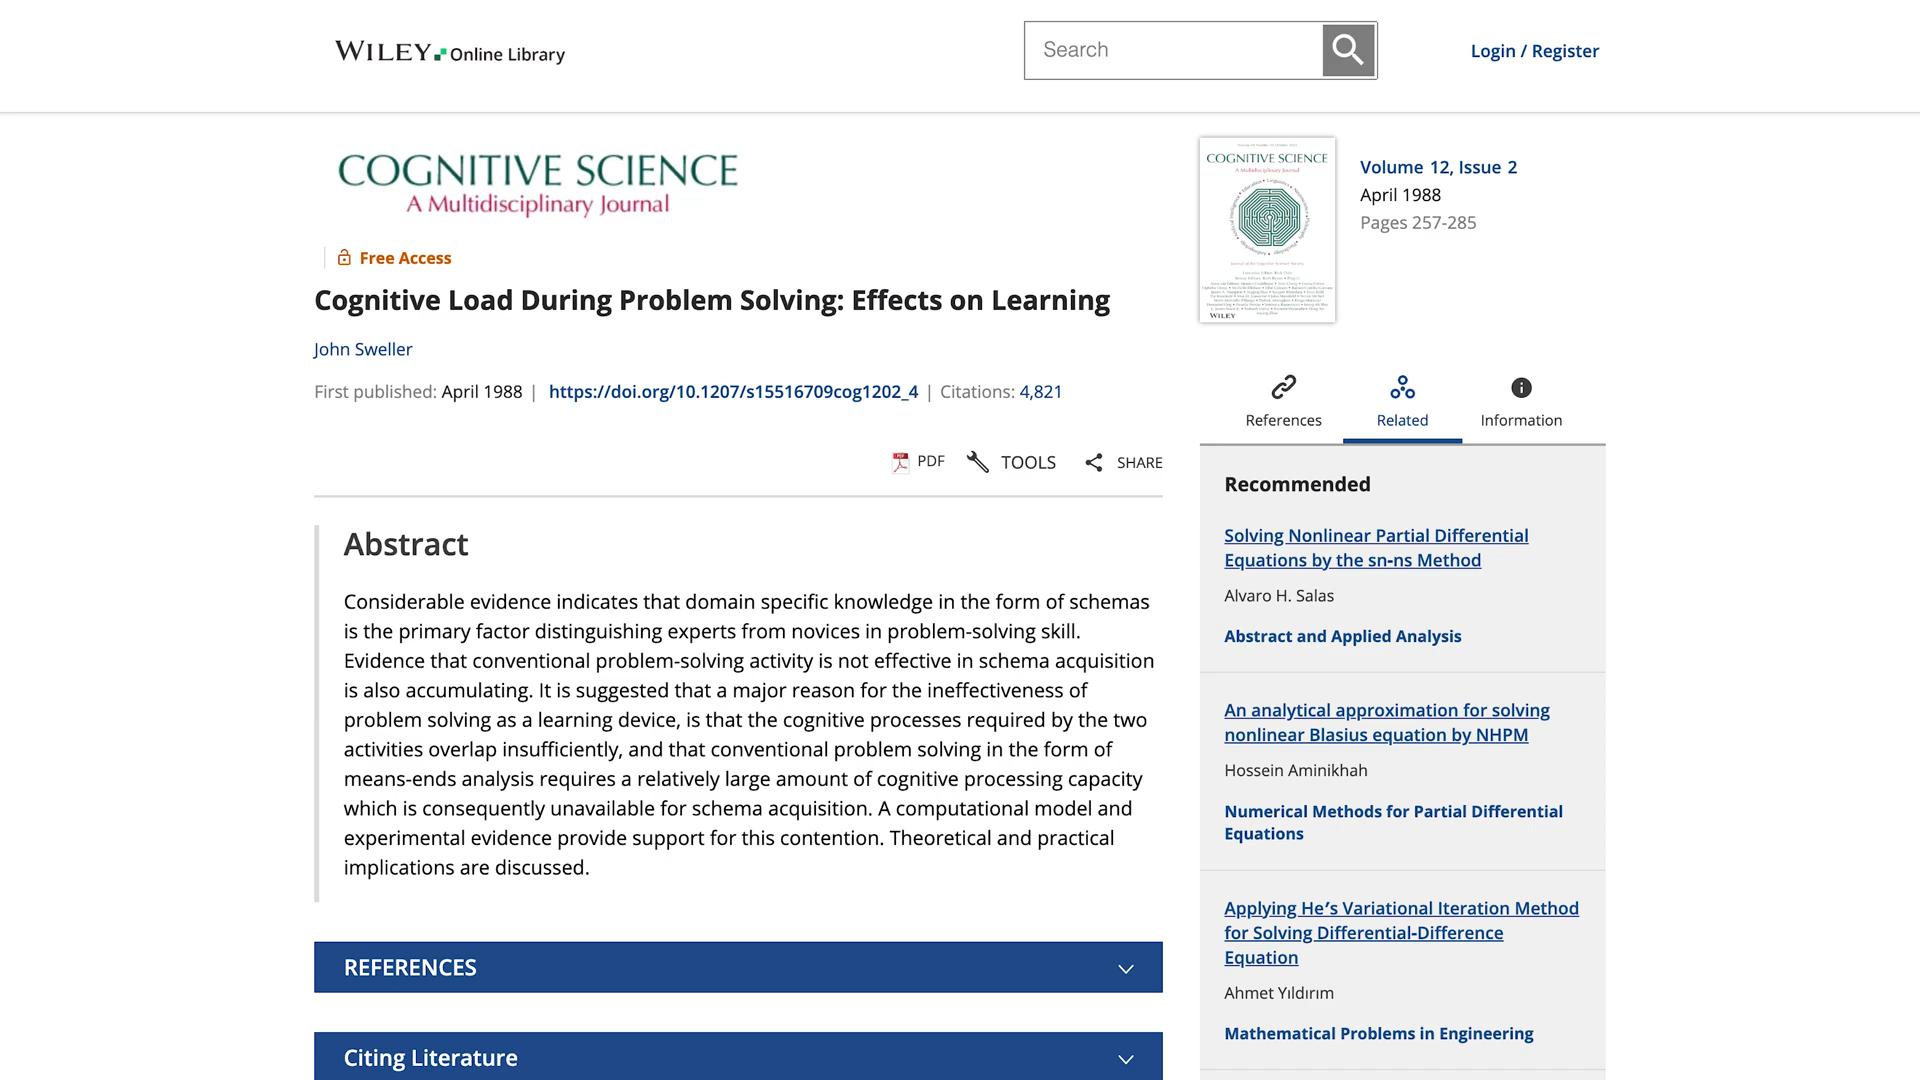 WILEY Online Library
Search
Login / Register
COGNITIVE SCIENCE
A Multidisciplinary Journal
Free Access
Cognitive Load During Problem Solving: Effects on Learning
John Sweller
First published: April 1988 | https://doi.org/10.1207/s15516709cog1202_4 | Citations: 4,821
PDF TOOLS SHARE
Abstract
Considerable evidence indicates that domain specific knowledge in the form of schemas
is the primary factor distinguishing experts from novices in problem-solving skill.
Evidence that conventional problem-solving activity is not effective in schema acquisition
is also accumulating. It is suggested that a major reason for the ineffectiveness of
problem solving as a learning device, is that the cognitive processes required by the two
activities overlap insufficiently, and that conventional problem solving in the form of
means-ends analysis requires a relatively large amount of cognitive processing capacity
which is consequently unavailable for schema acquisition. A computational model and
experimental evidence provide support for this contention. Theoretical and practical
implications are discussed.
REFERENCES
Citing Literature
COGNITIVE SCIENCE
A Multidisciplinary Journal
WILEY
Volume 12, Issue 2
April 1988
Pages 257-285
References Related Information
Recommended
Solving Nonlinear Partial Differential
Equations by the sn-ns Method
Alvaro H. Salas
Abstract and Applied Analysis
An analytical approximation for solving
nonlinear Blasius equation by NHPM
Hossein Aminikhah
Numerical Methods for Partial Differential
Equations
Applying He′s Variational Iteration Method
for Solving Differential-Difference
Equation
Ahmet Yıldırım
Mathematical Problems in Engineering